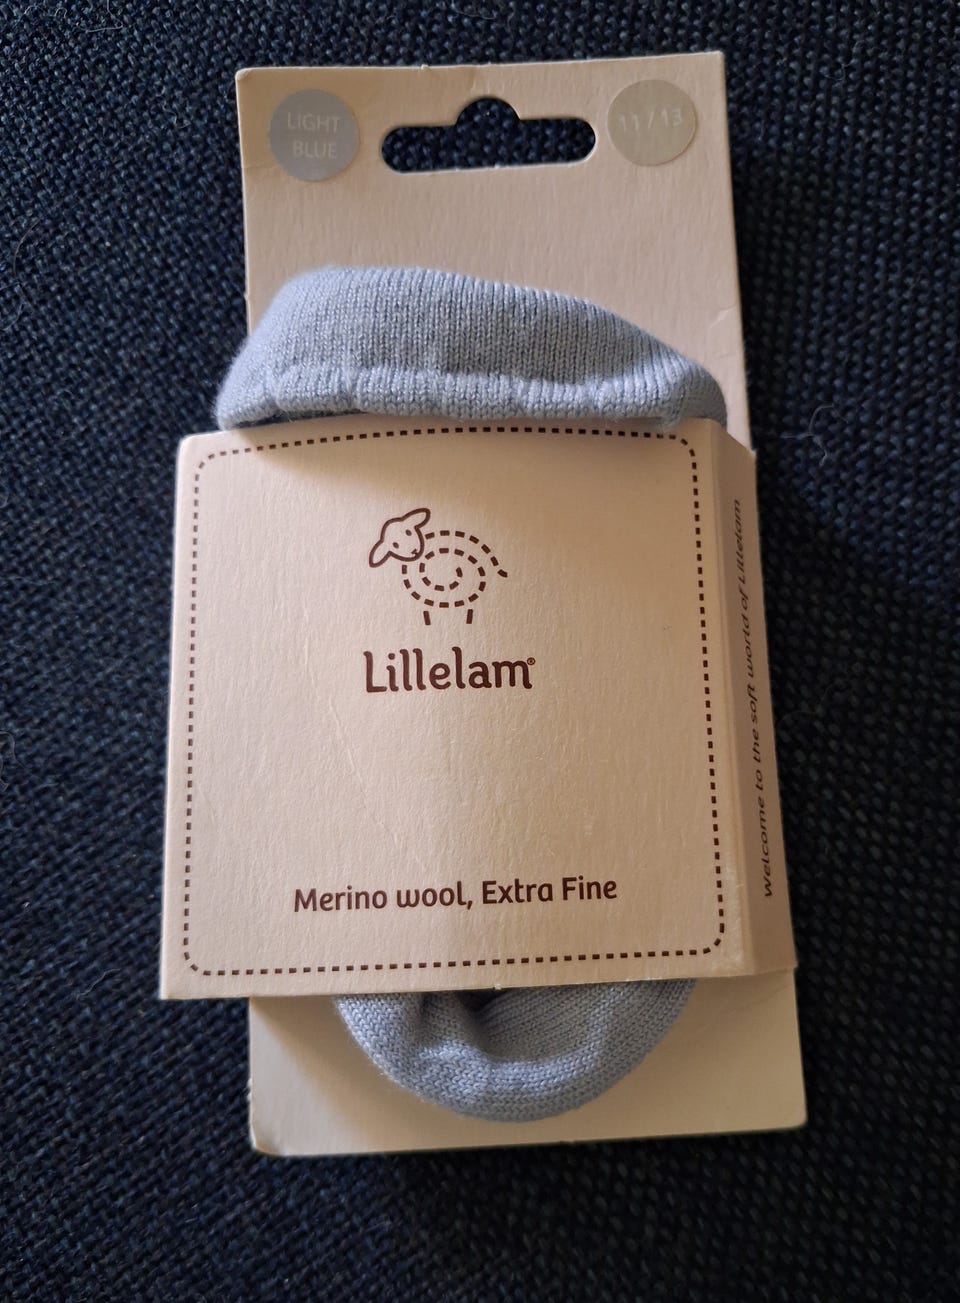 LIGHT
BLUE
11/13
Lillelam®
Merino wool, Extra Fine
welcome to the soft world of Lillelam